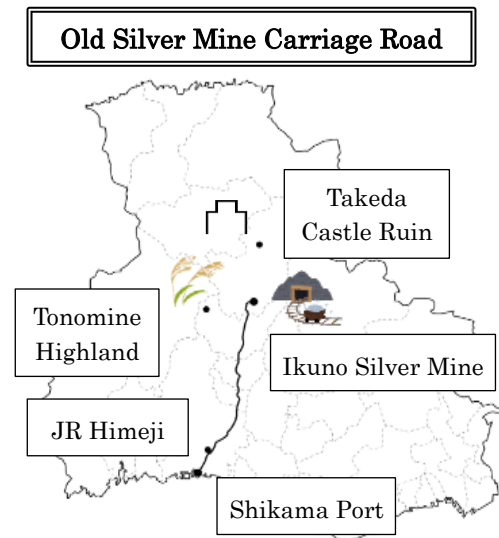 Old Silver Mine Carriage Road
Takeda
Castle Ruin
Tonomine
Highland
Ikuno Silver Mine
JR Himeji
Shikama Port